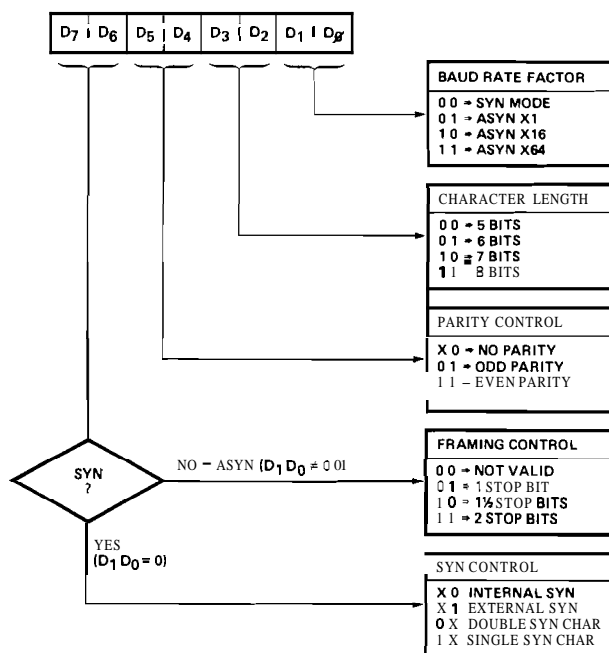 D7 D6 D5 D4 D3 D2 D1 D0
BAUD RATE FACTOR
0 0 = SYN MODE
0 1 = ASYN X1
1 0 = ASYN X16
1 1 = ASYN X64
CHARACTER LENGTH
0 0 = 5 BITS
0 1 = 6 BITS
1 0 = 7 BITS
1 1 8 BITS
PARITY CONTROL
X 0 = NO PARITY
0 1 = ODD PARITY
1 1 – EVEN PARITY
SYN
?
NO – ASYN (D1 D0 ≠ 0 0)
FRAMING CONTROL
0 0 = NOT VALID
0 1 = 1 STOP BIT
1 0 = 1½ STOP BITS
1 1 = 2 STOP BITS
YES
(D1 D0 = 0)
SYN CONTROL
X 0 INTERNAL SYN
X 1 EXTERNAL SYN
0 X DOUBLE SYN CHAR
1 X SINGLE SYN CHAR